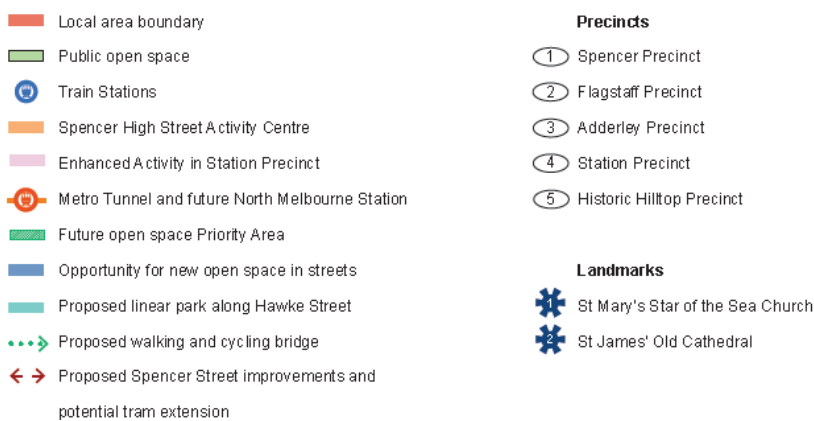 Local area boundary
Public open space
Train Stations
Spencer High Street Activity Centre
Enhanced Activity in Station Precinct
Metro Tunnel and future North Melbourne Station
Future open space Priority Area
Opportunity for new open space in streets
Proposed linear park along Hawke Street
Proposed walking and cycling bridge
Proposed Spencer Street improvements and
potential tram extension
Precincts
1 Spencer Precinct
2 Flagstaff Precinct
3 Adderley Precinct
4 Station Precinct
5 Historic Hilltop Precinct
Landmarks
1 St Mary's Star of the Sea Church
2 St James' Old Cathedral